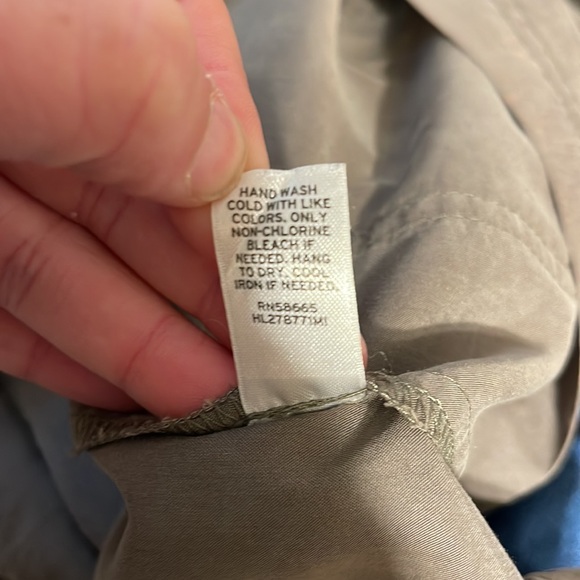 HAND WASH
COLD WITH LIKE
COLORS. ONLY
NON-CHLORINE
BLEACH IF
NEEDED. HANG
TO DRY. COOL
IRON IF NEEDED.
RN58665
HL278771MI